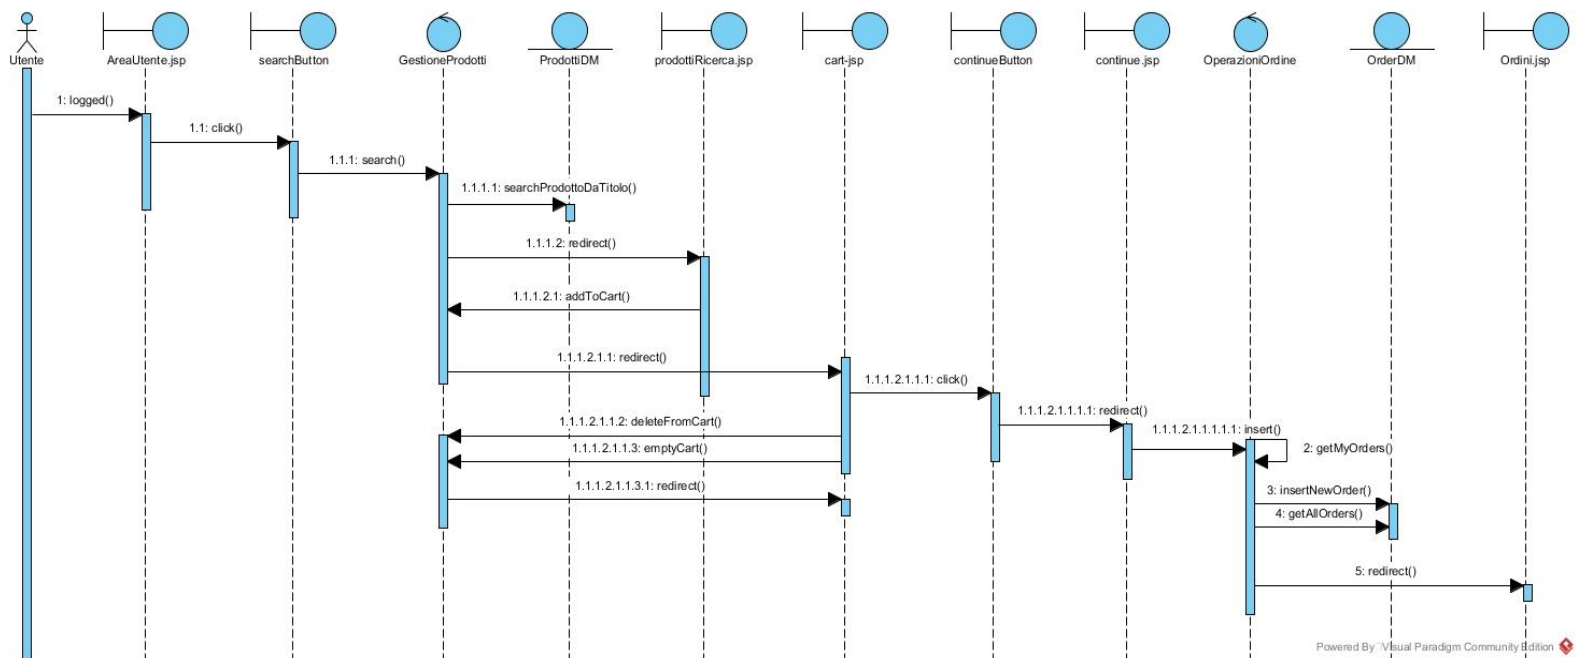 Utente
AreaUtente.jsp
searchButton
GestioneProdotti
ProdottiDM
prodottiRicerca.jsp
cart-jsp
continueButton
continue.jsp
OperazioniOrdine
OrderDM
Ordini.jsp
1: logged()
1.1: click()
1.1.1: search()
1.1.1.1: searchProdottoDaTitolo()
1.1.1.2: redirect()
1.1.1.2.1: addToCart()
1.1.1.2.1.1: redirect()
1.1.1.2.1.1.1: click()
1.1.1.2.1.1.1.1: redirect()
1.1.1.2.1.1.2: deleteFromCart()
1.1.1.2.1.1.1.1.1: insert()
1.1.1.2.1.1.3: emptyCart()
2: getMyOrders()
1.1.1.2.1.1.3.1: redirect()
3: insertNewOrder()
4: getAllOrders()
5: redirect()
Powered By Visual Paradigm Community Edition